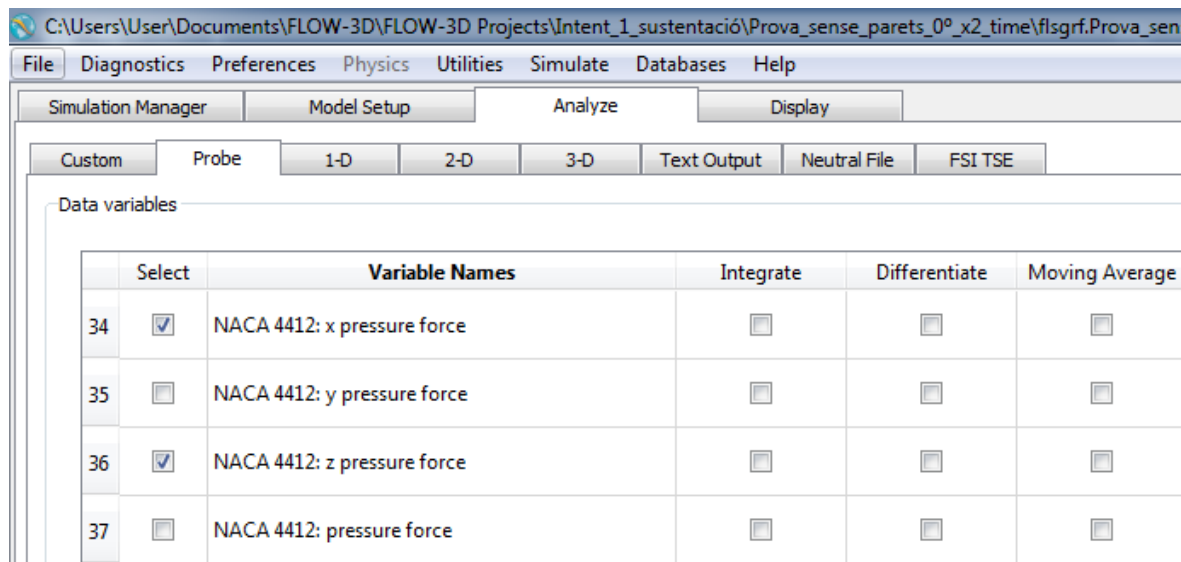 C:\Users\User\Documents\FLOW-3D\FLOW-3D Projects\Intent_1_sustentació\Prova_sense_parets_0º_x2_time\flsgrf.Prova_sen
File Diagnostics Preferences Physics Utilities Simulate Databases Help
Simulation Manager Model Setup Analyze Display
Custom Probe 1-D 2-D 3-D Text Output Neutral File FSI TSE
Data variables
Select Variable Names Integrate Differentiate Moving Average
34 NACA 4412: x pressure force
35 NACA 4412: y pressure force
36 NACA 4412: z pressure force
37 NACA 4412: pressure force